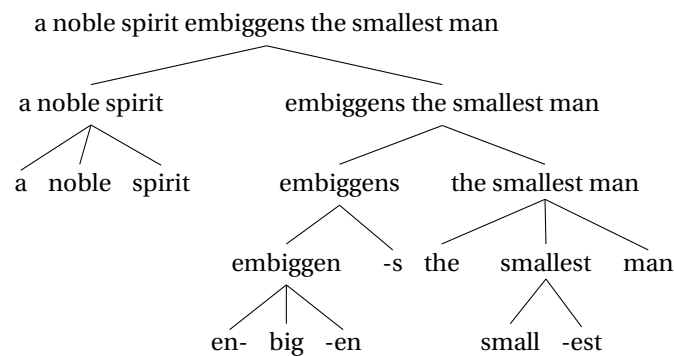 a noble spirit embiggens the smallest man
a noble spirit embiggens the smallest man
a noble spirit embiggens the smallest man
embiggen -s the smallest man
en- big -en small -est